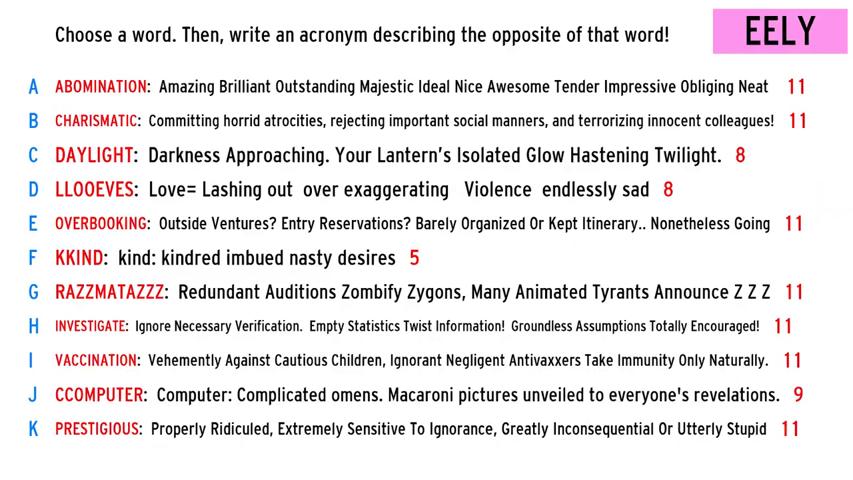 Choose a word. Then, write an acronym describing the opposite of that word!
EELY
A ABOMINATION: Amazing Brilliant Outstanding Majestic Ideal Nice Awesome Tender Impressive Obliging Neat 11
B CHARISMATIC: Committing horrid atrocities, rejecting important social manners, and terrorizing innocent colleagues! 11
C DAYLIGHT: Darkness Approaching. Your Lantern's Isolated Glow Hastening Twilight. 8
D LLOOEVES: Love= Lashing out over exaggerating Violence endlessly sad 8
E OVERBOOKING: Outside Ventures? Entry Reservations? Barely Organized Or Kept Itinerary.. Nonetheless Going 11
F KKIND: kind: kindred imbued nasty desires 5
G RAZZMATAZZZ: Redundant Auditions Zombify Zygons, Many Animated Tyrants Announce Z Z Z 11
H INVESTIGATE: Ignore Necessary Verification. Empty Statistics Twist Information! Groundless Assumptions Totally Encouraged! 11
I VACCINATION: Vehemently Against Cautious Children, Ignorant Negligent Antivaxxers Take Immunity Only Naturally. 11
J CCOMPUTER: Computer: Complicated omens. Macaroni pictures unveiled to everyone's revelations. 9
K PRESTIGIOUS: Properly Ridiculed, Extremely Sensitive To Ignorance, Greatly Inconsequential Or Utterly Stupid 11